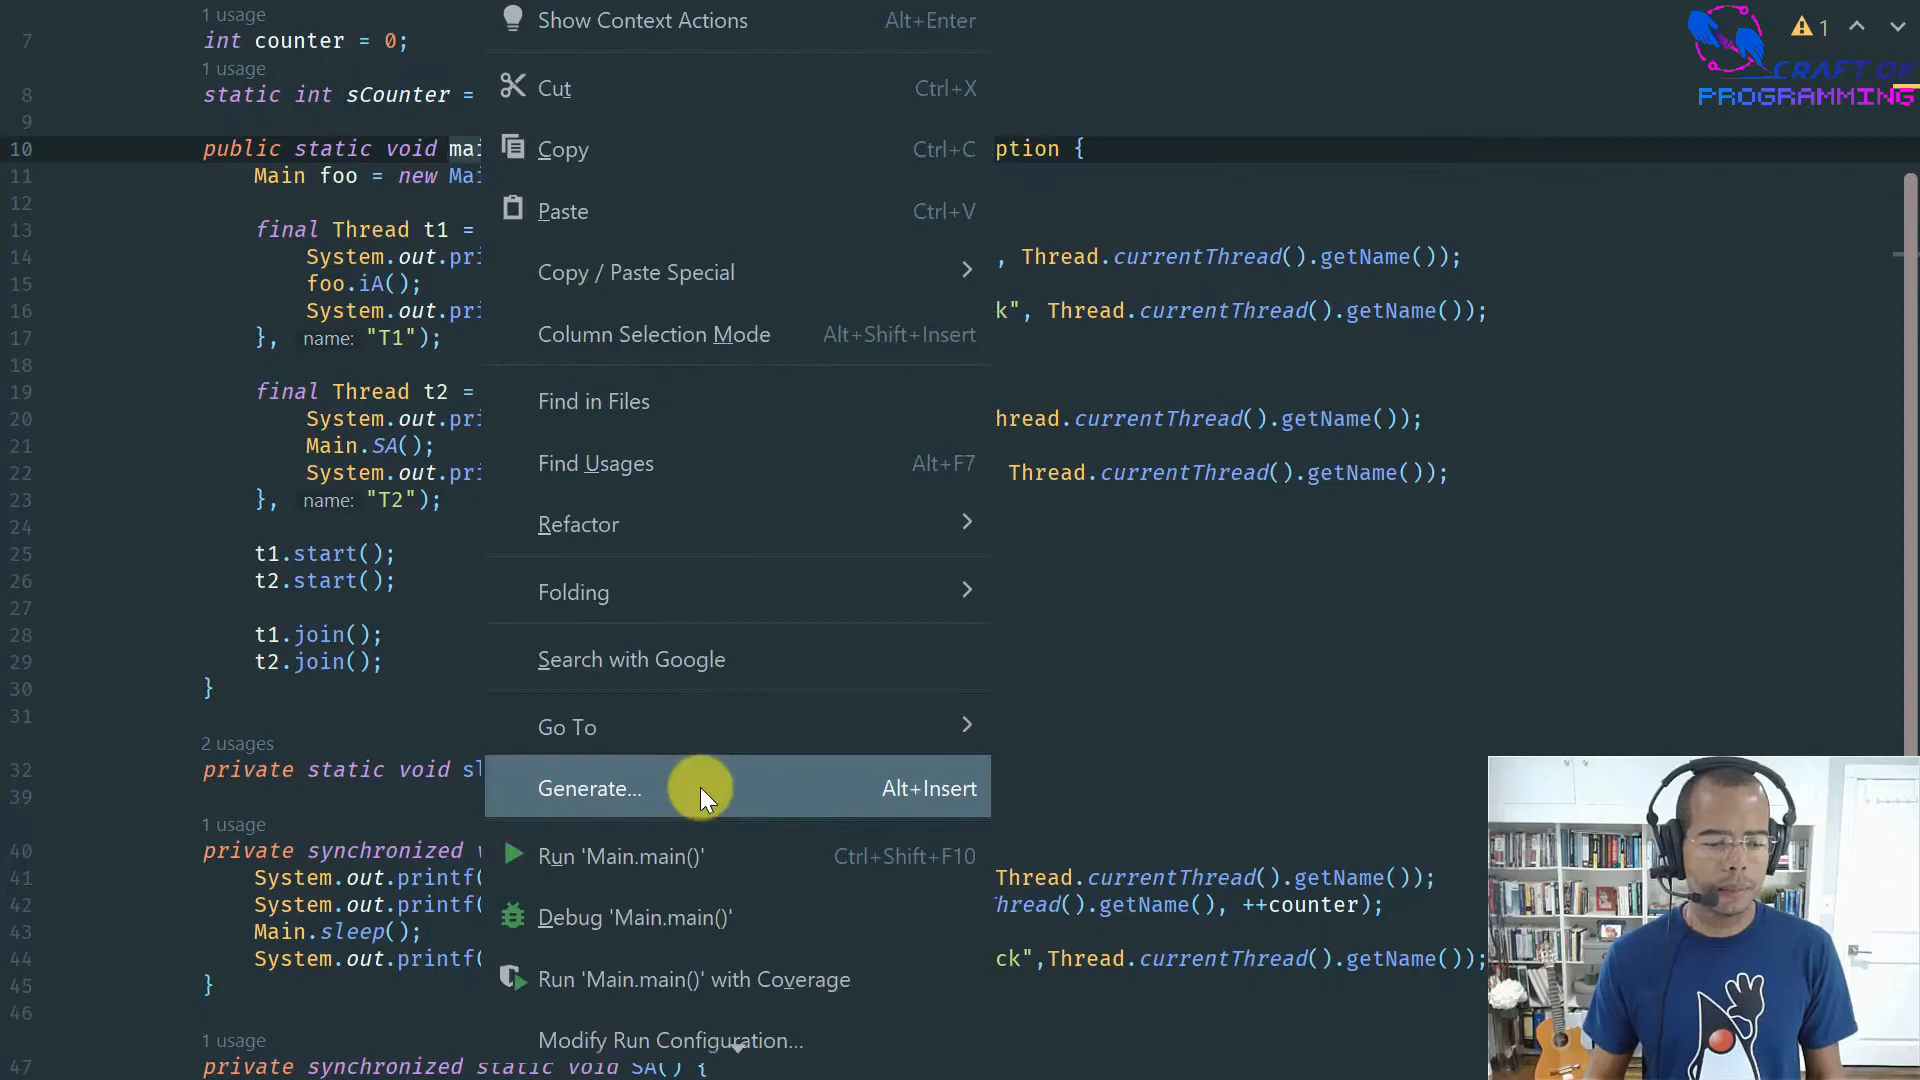 1 usage
7 int counter = 0;
1 usage
8 static int sCounter =
9
10 public static void mai ption {
11 Main foo = new Mai
12
13 final Thread t1 =
14 System.out.pri , Thread.currentThread().getName());
15 foo.iA();
16 System.out.pri k", Thread.currentThread().getName());
17 }, name: "T1");
18
19 final Thread t2 =
20 System.out.pri hread.currentThread().getName());
21 Main.SA();
22 System.out.pri Thread.currentThread().getName());
23 }, name: "T2");
24
25 t1.start();
26 t2.start();
27
28 t1.join();
29 t2.join();
30 }
31
2 usages
32 private static void sl
39
1 usage
40 private synchronized v
41 System.out.printf( Thread.currentThread().getName());
42 System.out.printf( Thread().getName(), ++counter);
43 Main.sleep();
44 System.out.printf( ck",Thread.currentThread().getName());
45 }
46
1 usage
47 private synchronized static void SA() {
Show Context Actions Alt+Enter
Cut Ctrl+X
Copy Ctrl+C
Paste Ctrl+V
Copy / Paste Special
Column Selection Mode Alt+Shift+Insert
Find in Files
Find Usages Alt+F7
Refactor
Folding
Search with Google
Go To
Generate... Alt+Insert
Run 'Main.main()' Ctrl+Shift+F10
Debug 'Main.main()'
Run 'Main.main()' with Coverage
Modify Run Configuration...
1
CRAFT OF
PROGRAMMING